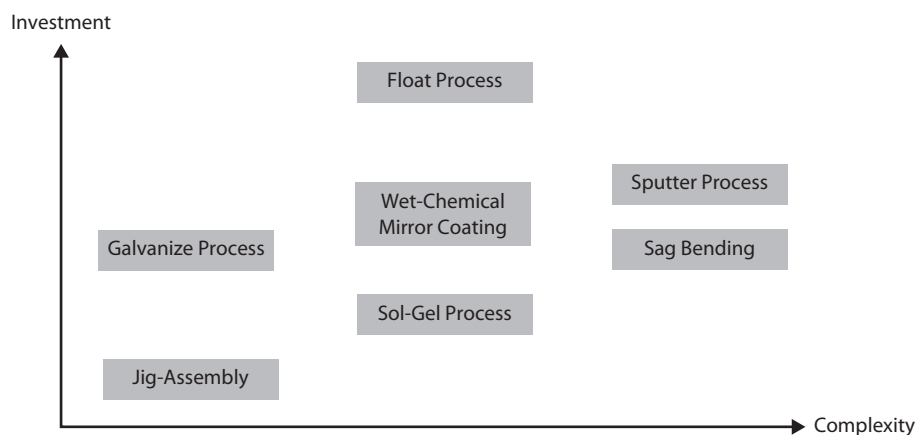 Investment
Float Process
Sputter Process
Wet-Chemical
Mirror Coating
Galvanize Process
Sag Bending
Sol-Gel Process
Jig-Assembly
Complexity